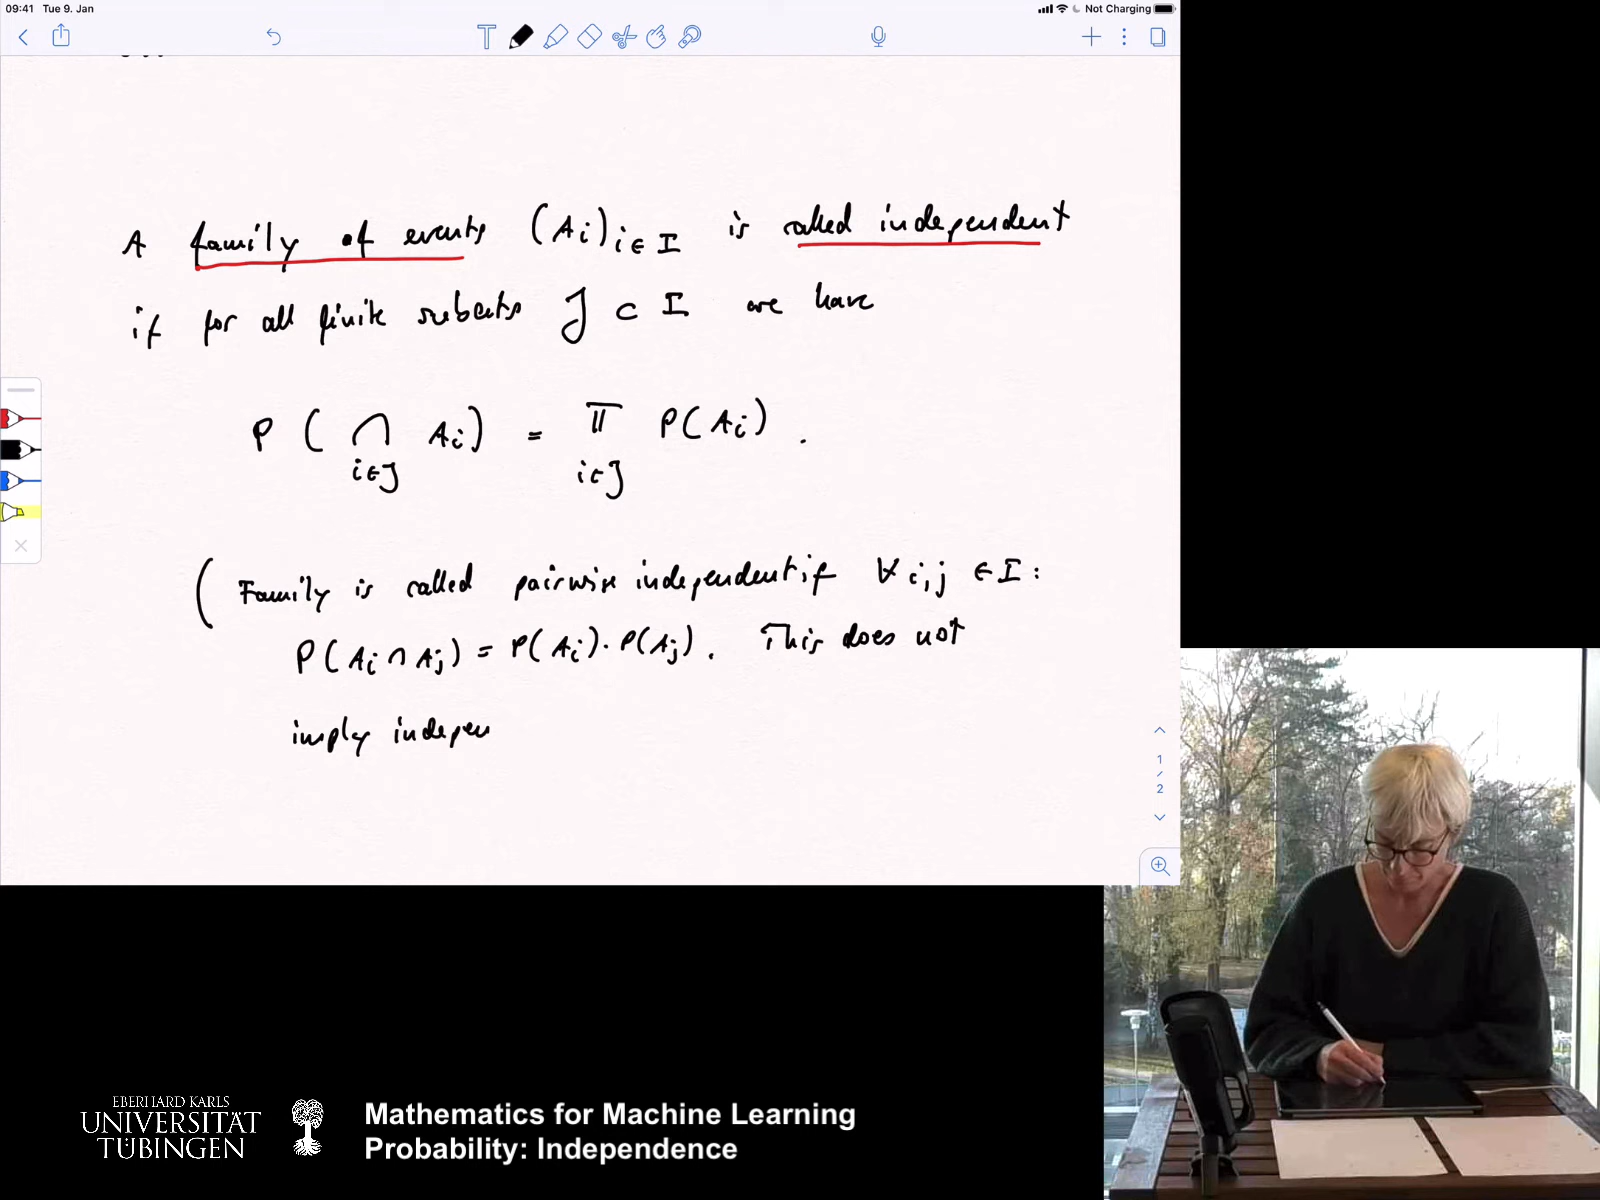 09:41 Tue 9. Jan
Not Charging
A family of events (Ai)i∈I is called independent
if for all finite subsets J ⊂ I we have
P ( ∩ Ai) = π P(Ai) .
i∈J i∈J
(Family is called pairwise independent if ∀ i,j ∈ I :
P(Ai ∩ Aj) = P(Ai) · P(Aj) . This does not
imply indepen
1
/
2
EBERHARD KARLS
UNIVERSITÄT
TÜBINGEN
Mathematics for Machine Learning
Probability: Independence